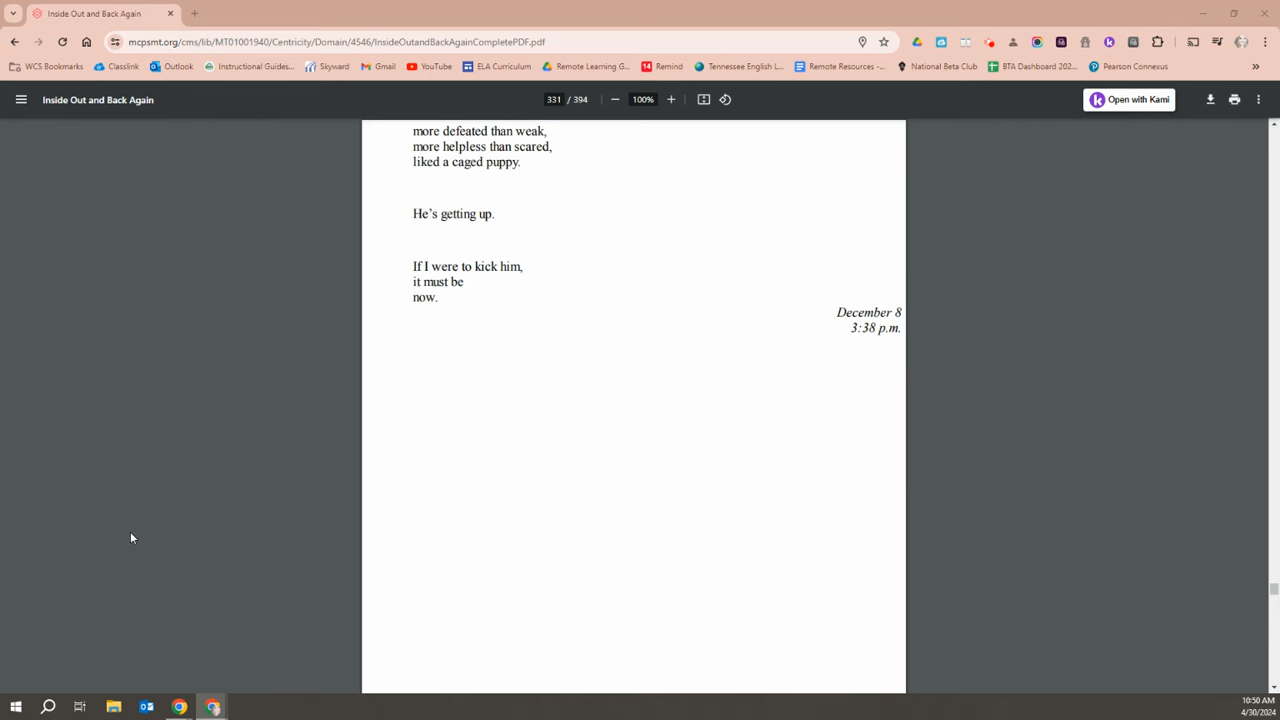 Inside Out and Back Again
mcpsmt.org/cms/lib/MT01001940/Centricity/Domain/4546/InsideOutandBackAgainCompletePDF.pdf
WCS Bookmarks
Classlink
Outlook
Instructional Guides...
Skyward
Gmail
YouTube
ELA Curriculum
Remote Learning G...
Remind
Tennessee English L...
Remote Resources -...
National Beta Club
BTA Dashboard 202...
Pearson Connexus
Inside Out and Back Again
331 / 394
100%
Open with Kami
more defeated than weak,
more helpless than scared,
liked a caged puppy.
He's getting up.
If I were to kick him,
it must be
now.
December 8
3:38 p.m.
10:50 AM
4/30/2024